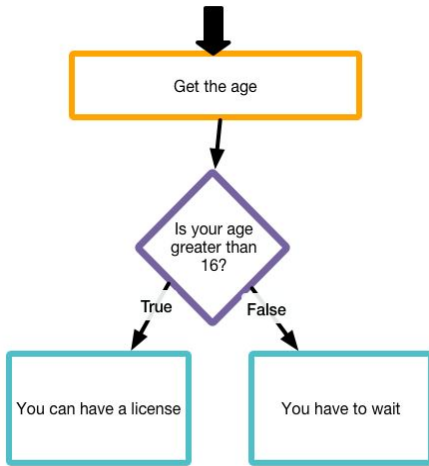 Get the age
Is your age
greater than
16?
True
False
You can have a license
You have to wait